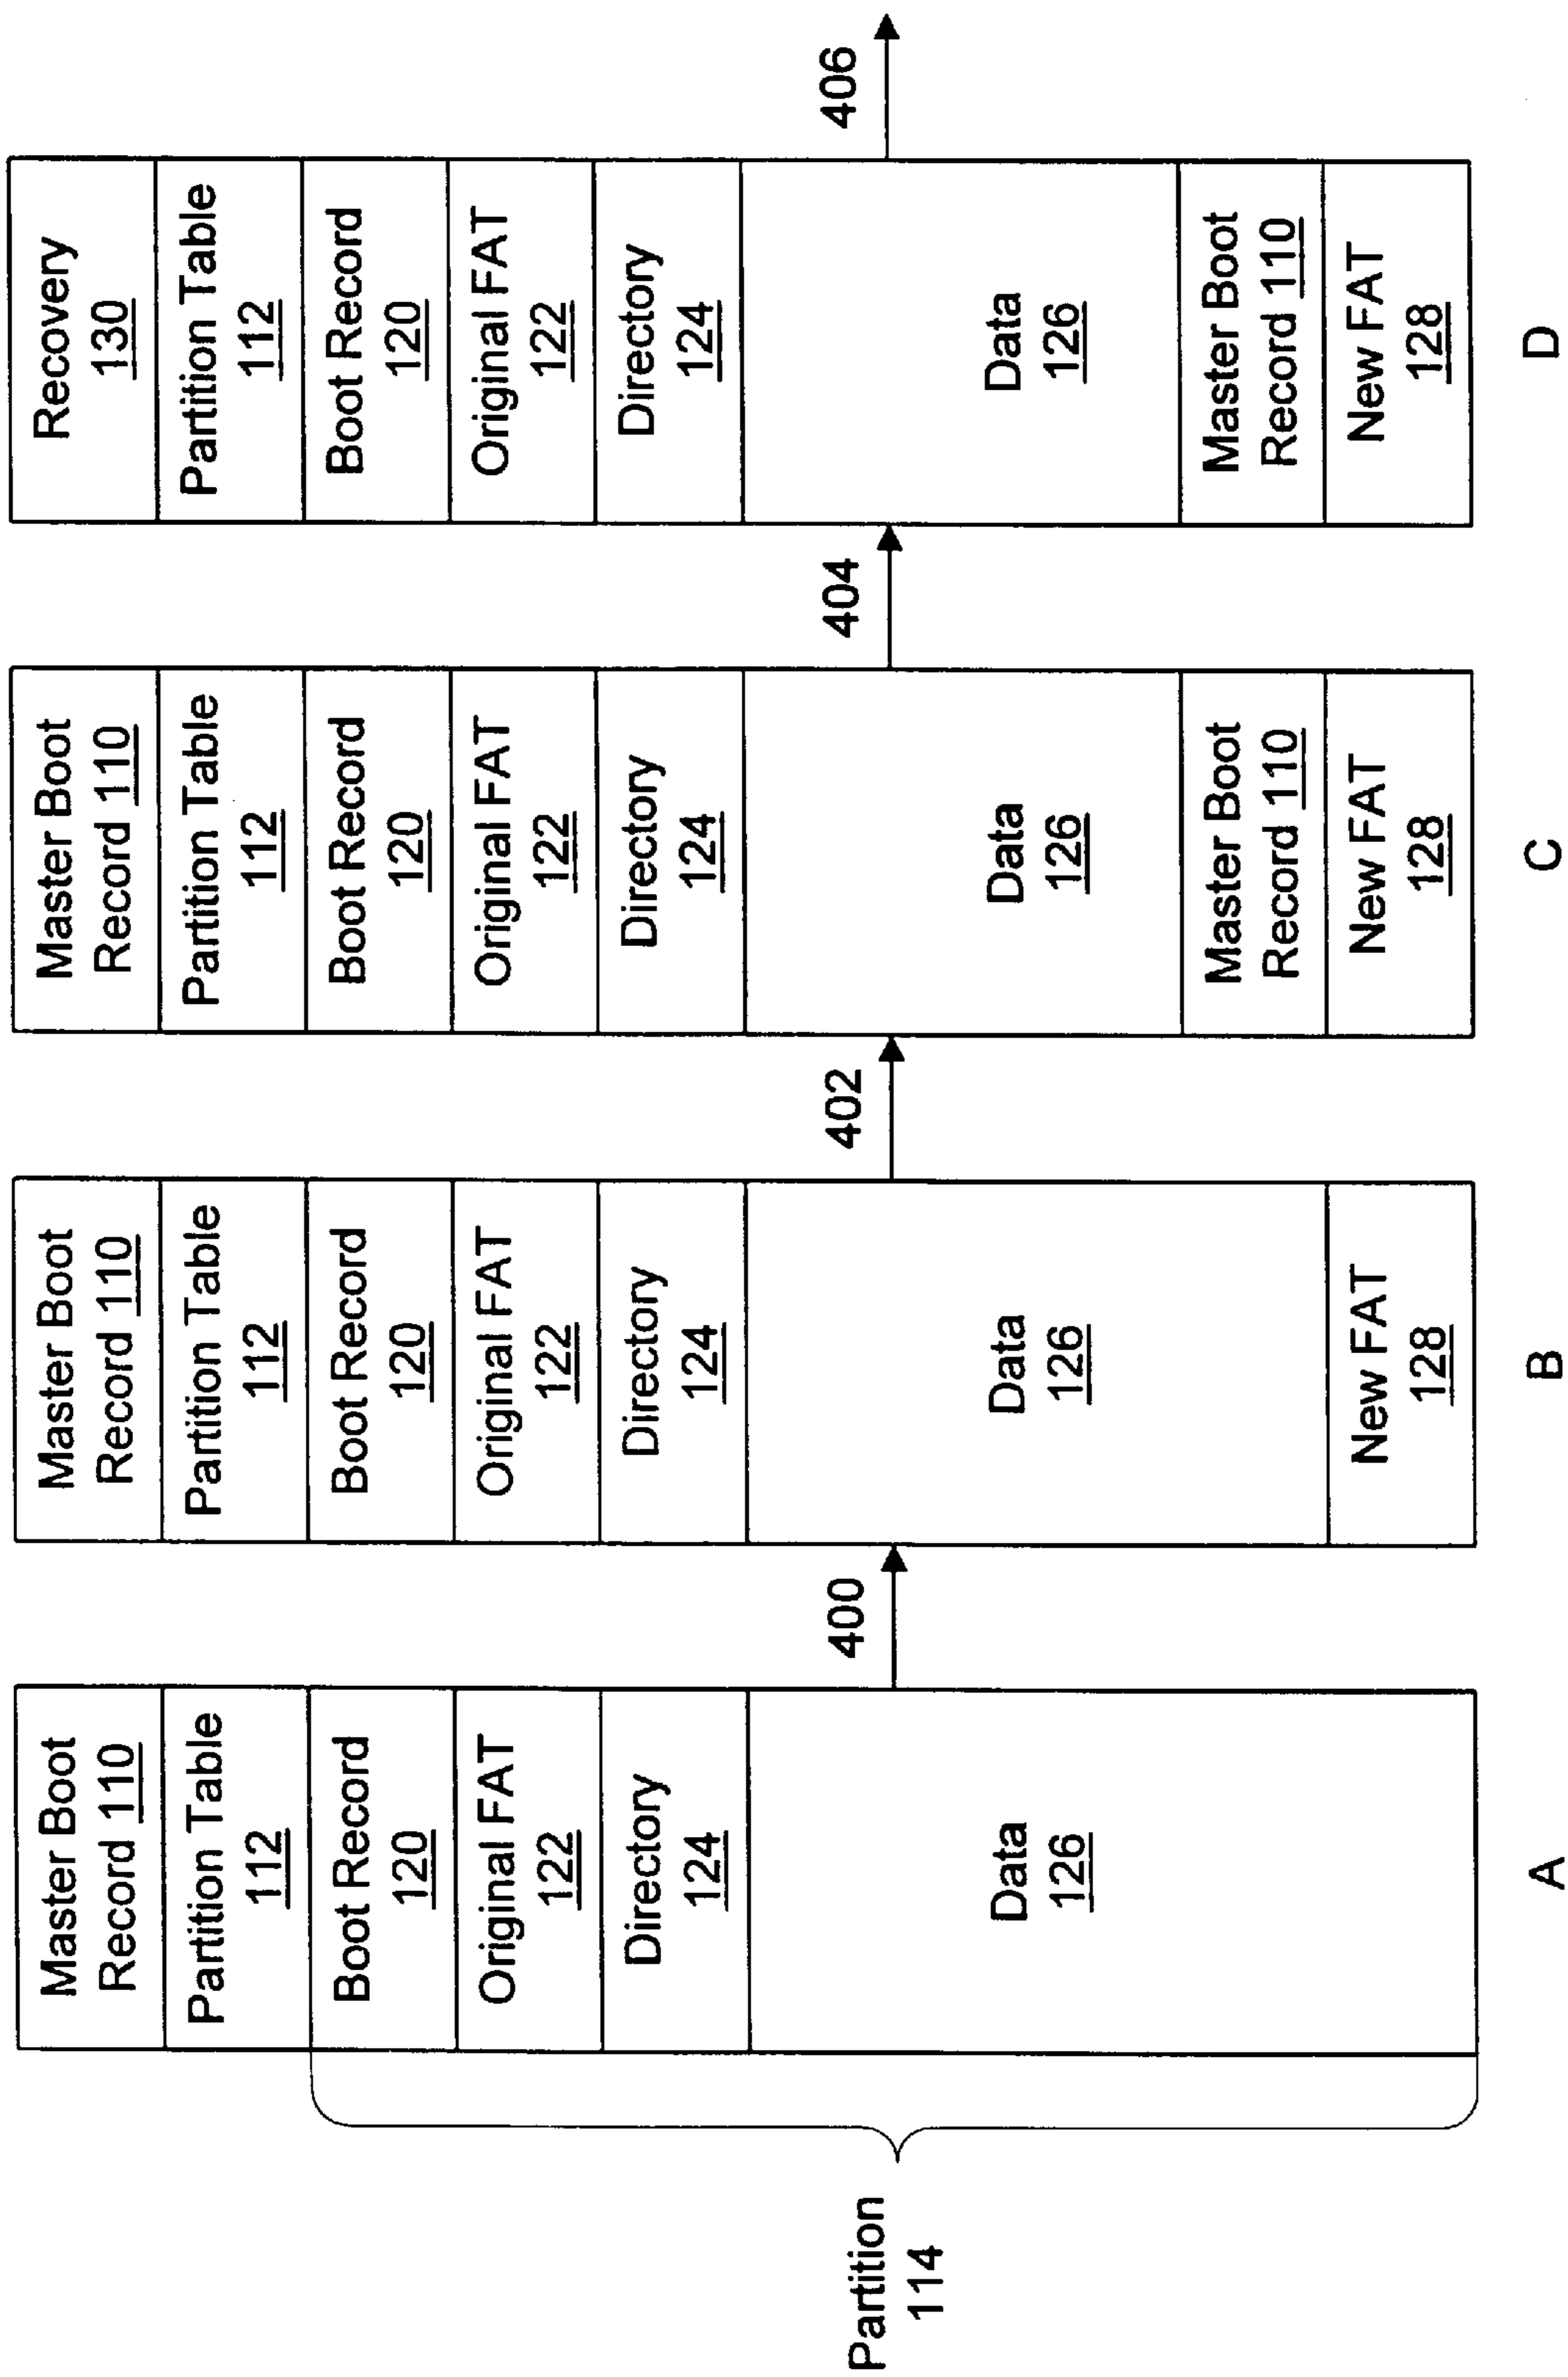 Partition
114
Master Boot
Record 110
Partition Table
112
Boot Record
120
Original FAT
122
Directory
124
Data
126
A
400
Master Boot
Record 110
Partition Table
112
Boot Record
120
Original FAT
122
Directory
124
Data
126
New FAT
128
B
402
Master Boot
Record 110
Partition Table
112
Boot Record
120
Original FAT
122
Directory
124
Data
126
Master Boot
Record 110
New FAT
128
C
404
Recovery
130
Partition Table
112
Boot Record
120
Original FAT
122
Directory
124
Data
126
Master Boot
Record 110
New FAT
128
D
406